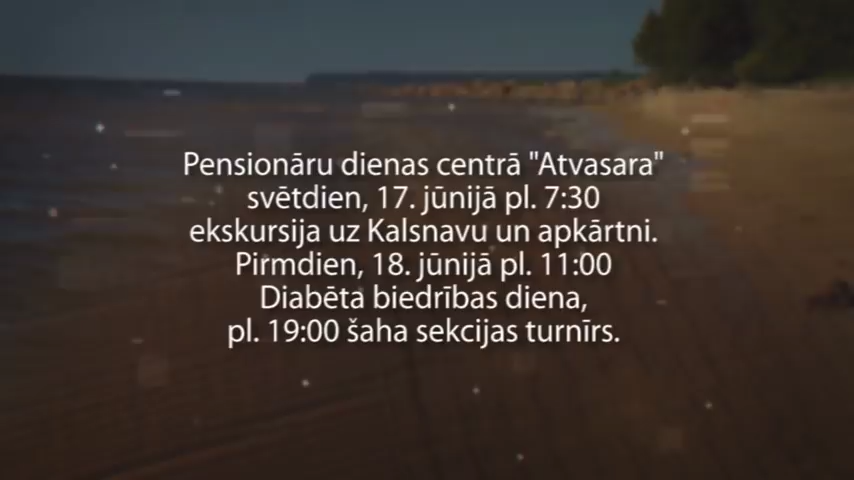 Pensionāru dienas centrā "Atvasara"
svētdien, 17. jūnijā pl. 7:30
ekskursija uz Kalsnavu un apkārtni.
Pirmdien, 18. jūnijā pl. 11:00
Diabēta biedrības diena,
pl. 19:00 šaha sekcijas turnīrs.